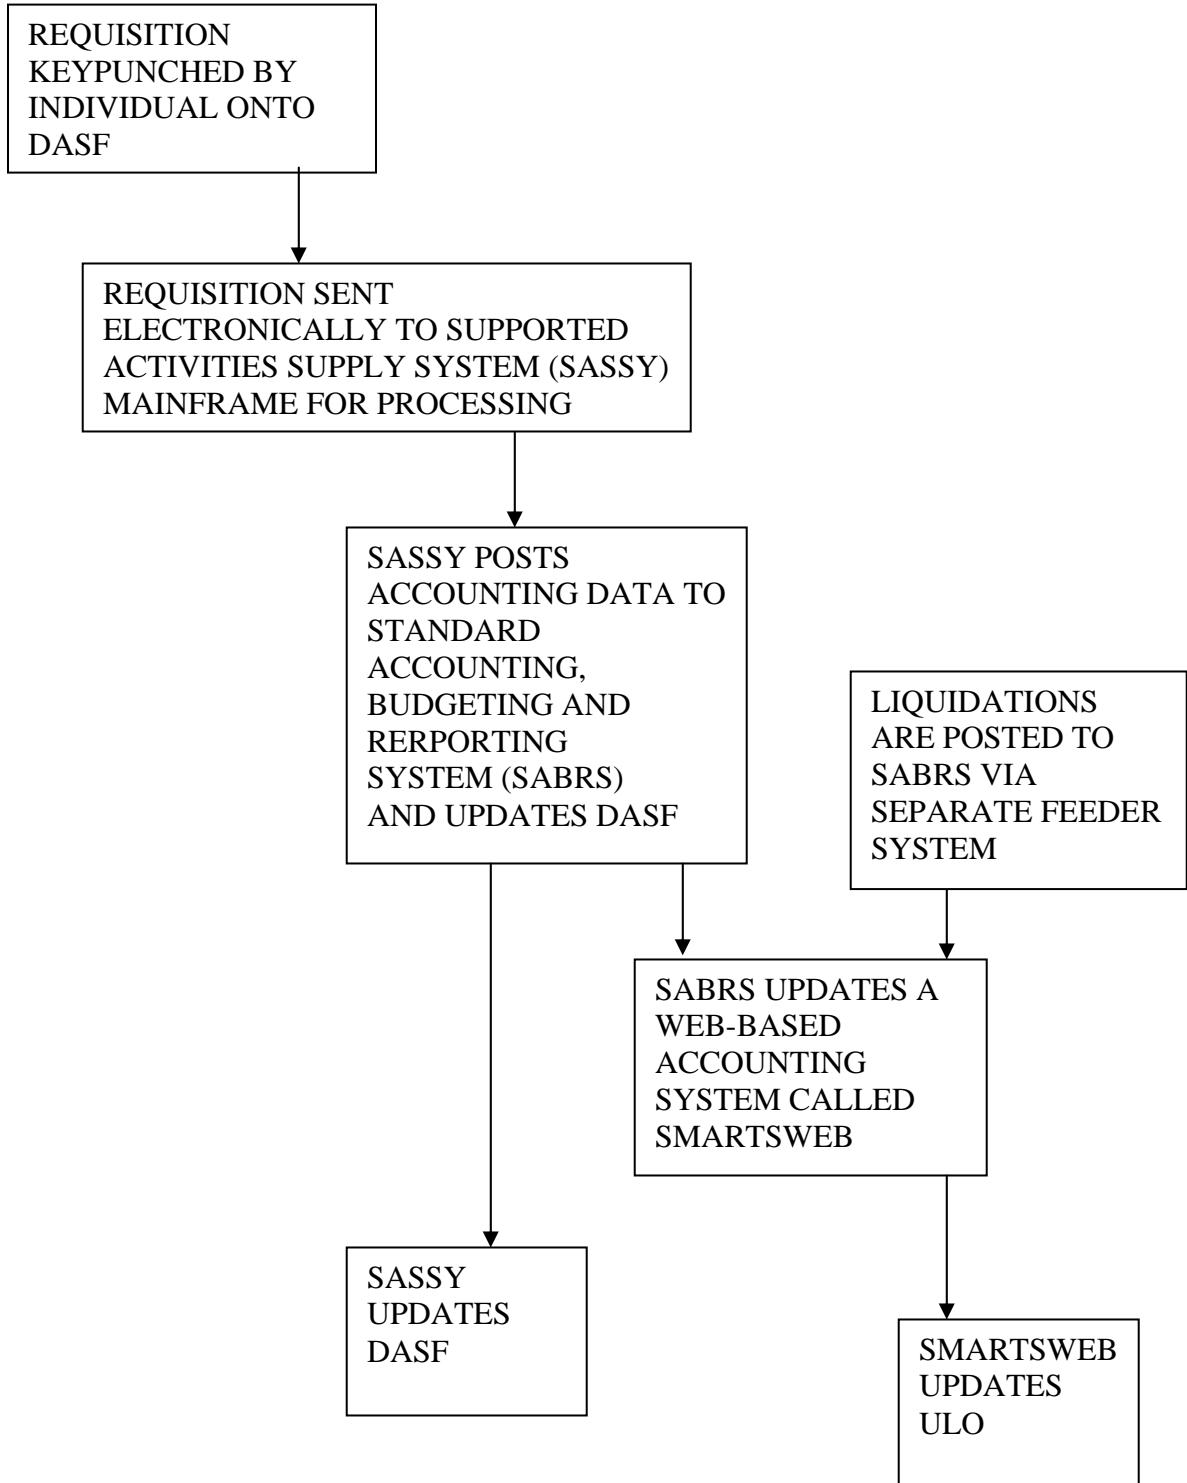 REQUISITION
KEYPUNCHED BY
INDIVIDUAL ONTO
DASF
REQUISITION SENT
ELECTRONICALLY TO SUPPORTED
ACTIVITIES SUPPLY SYSTEM (SASSY)
MAINFRAME FOR PROCESSING
SASSY POSTS
ACCOUNTING DATA TO
STANDARD
ACCOUNTING,
BUDGETING AND
RERPORTING
SYSTEM (SABRS)
AND UPDATES DASF
LIQUIDATIONS
ARE POSTED TO
SABRS VIA
SEPARATE FEEDER
SYSTEM
SABRS UPDATES A
WEB-BASED
ACCOUNTING
SYSTEM CALLED
SMARTSWEB
SASSY
UPDATES
DASF
SMARTSWEB
UPDATES
ULO